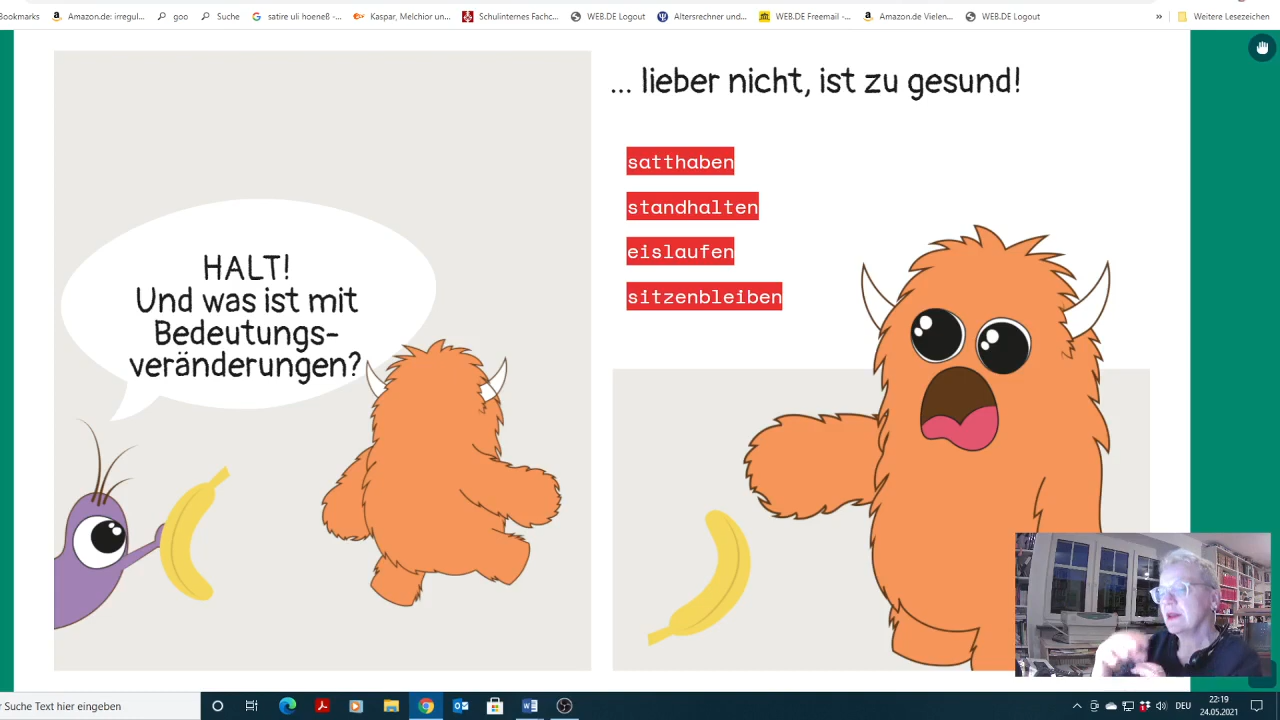 ookmarks
Amazon.de: irregul...
goo
Suche
satire uli hoeneß -...
Kaspar, Melchior un...
Schulinternes Fachc...
WEB.DE Logout
Altersrechner und...
WEB.DE Freemail -...
Amazon.de Vielen...
WEB.DE Logout
»
Weitere Lesezeichen
... lieber nicht, ist zu gesund!
satthaben
standhalten
eislaufen
sitzenbleiben
HALT!
Und was ist mit
Bedeutungs-
veränderungen?
r Suche Text hier eingeben
DEU
22:19
24.05.2021